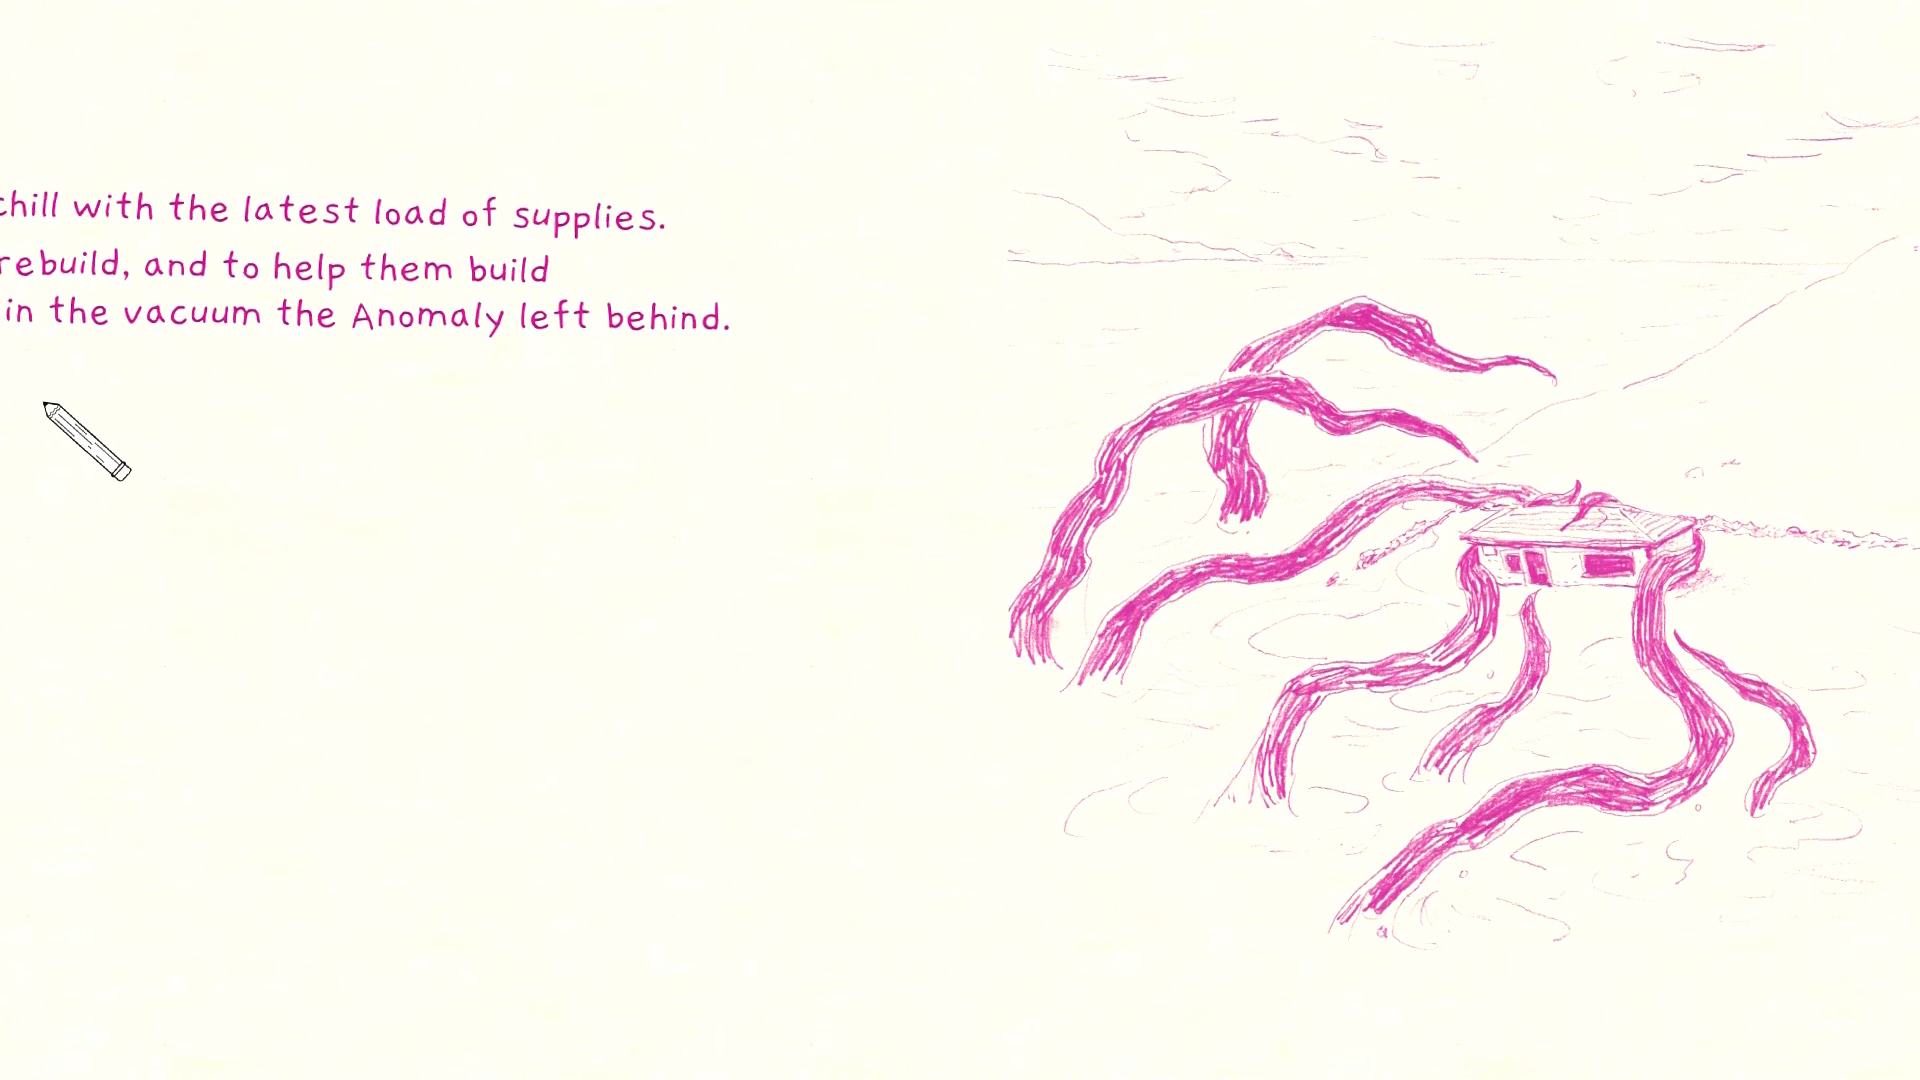 chill with the latest load of supplies.
rebuild, and to help them build
in the vacuum the Anomaly left behind.